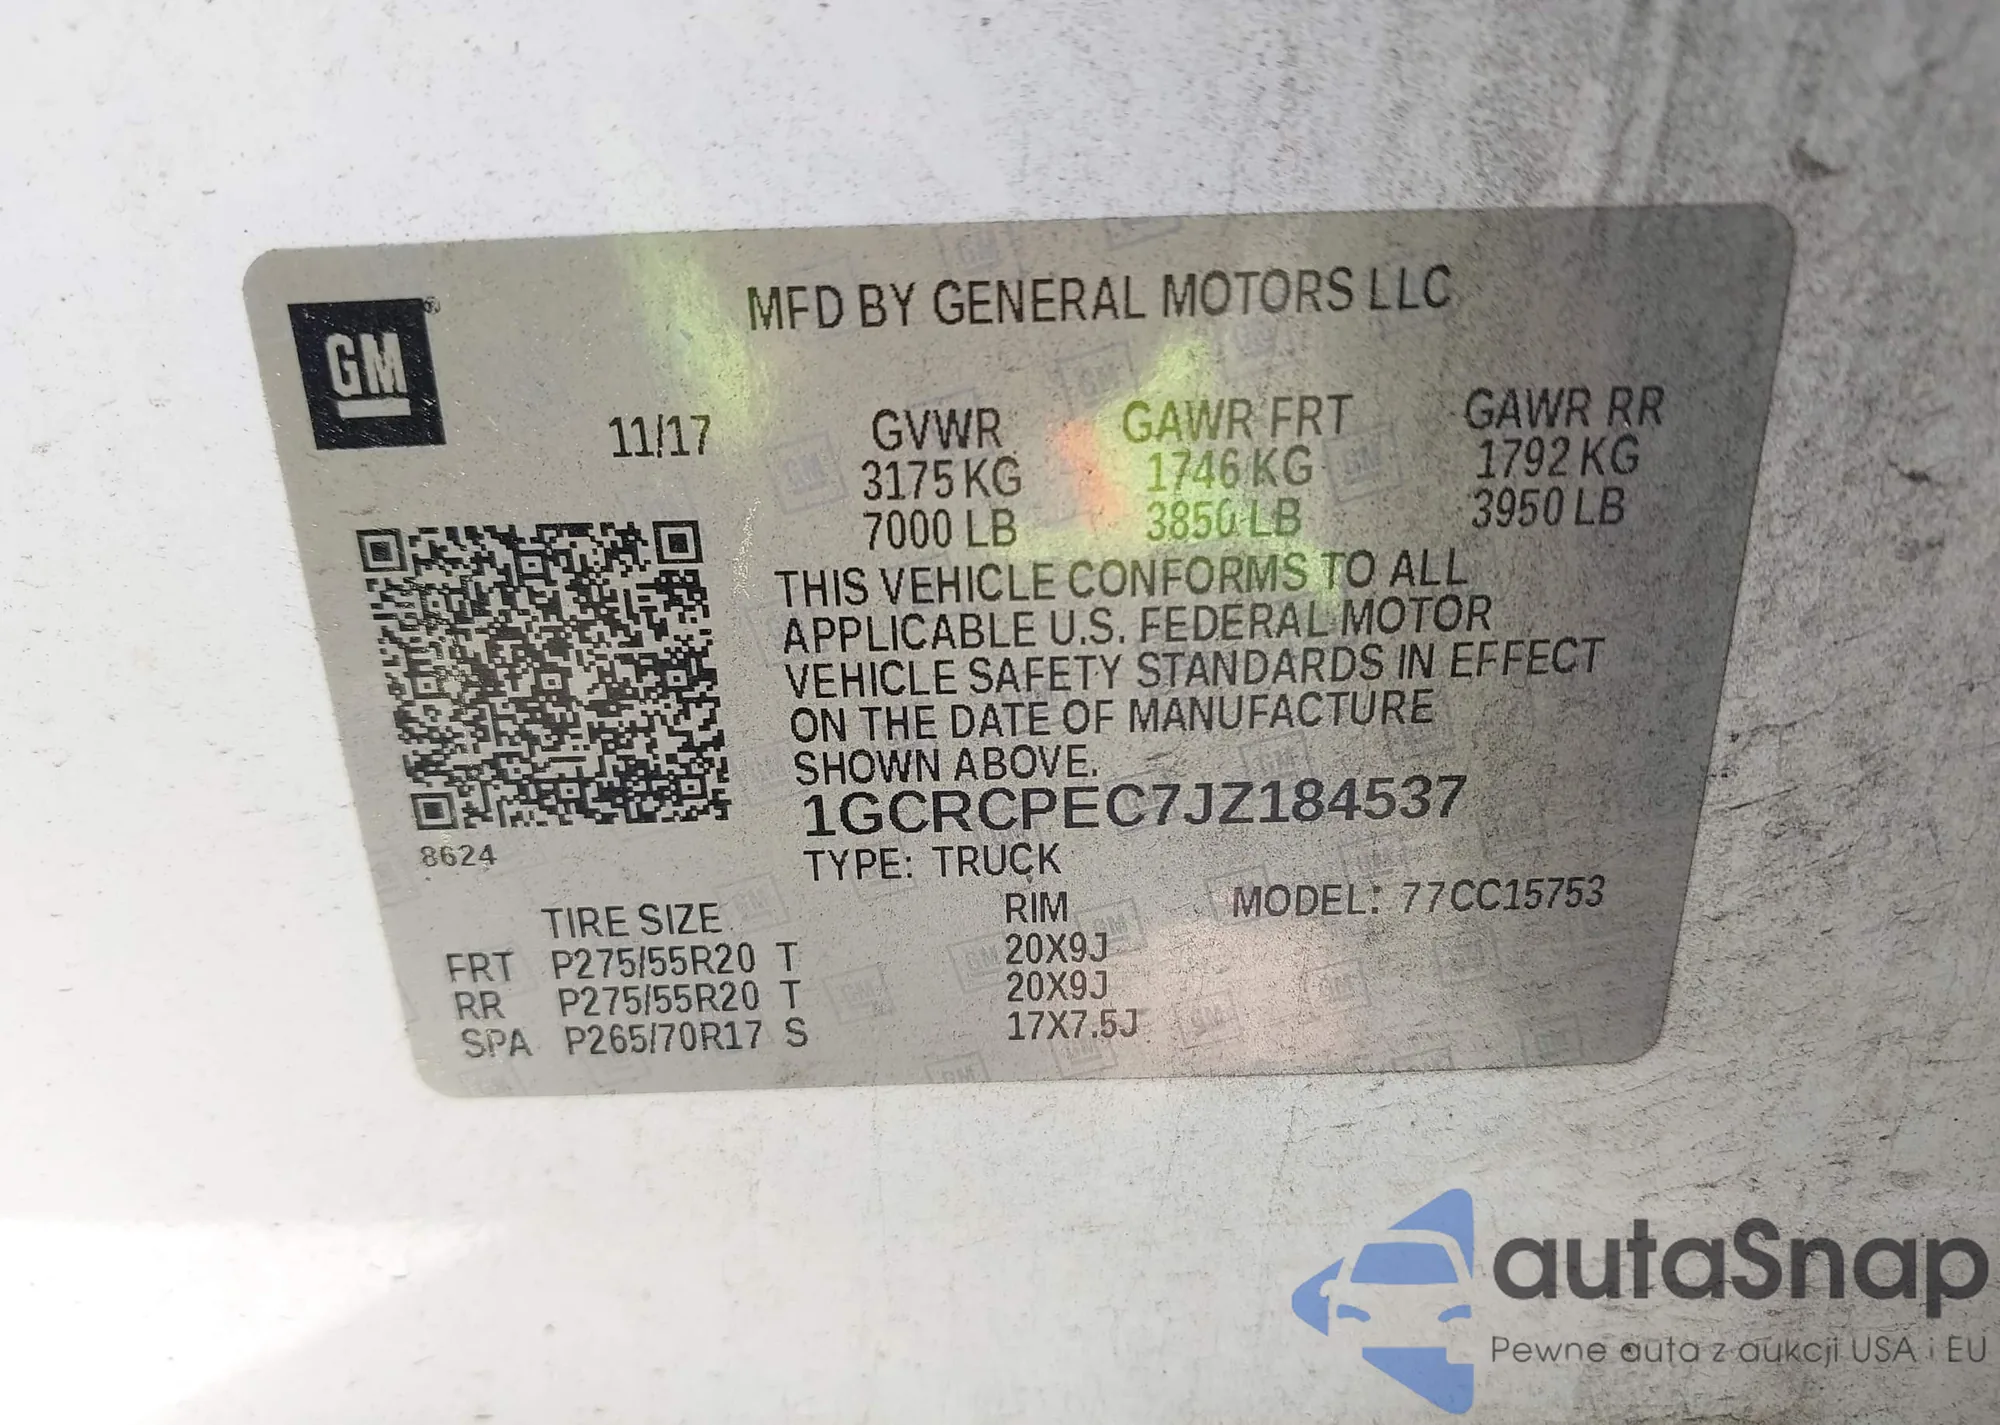 MFD BY GENERAL MOTORS LLC
GM
11/17 GVWR GAWR FRT GAWR RR
3175 KG 1746 KG 1792 KG
7000 LB 3850 LB 3950 LB
THIS VEHICLE CONFORMS TO ALL
APPLICABLE U.S. FEDERAL MOTOR
VEHICLE SAFETY STANDARDS IN EFFECT
ON THE DATE OF MANUFACTURE
SHOWN ABOVE.
1GCRCPEC7JZ184537
8624
TYPE: TRUCK
TIRE SIZE RIM MODEL: 77CC15753
FRT P275/55R20 T 20X9J
RR P275/55R20 T 20X9J
SPA P265/70R17 S 17X7.5J
autaSnap
Pewne auta z aukcji USA i EU